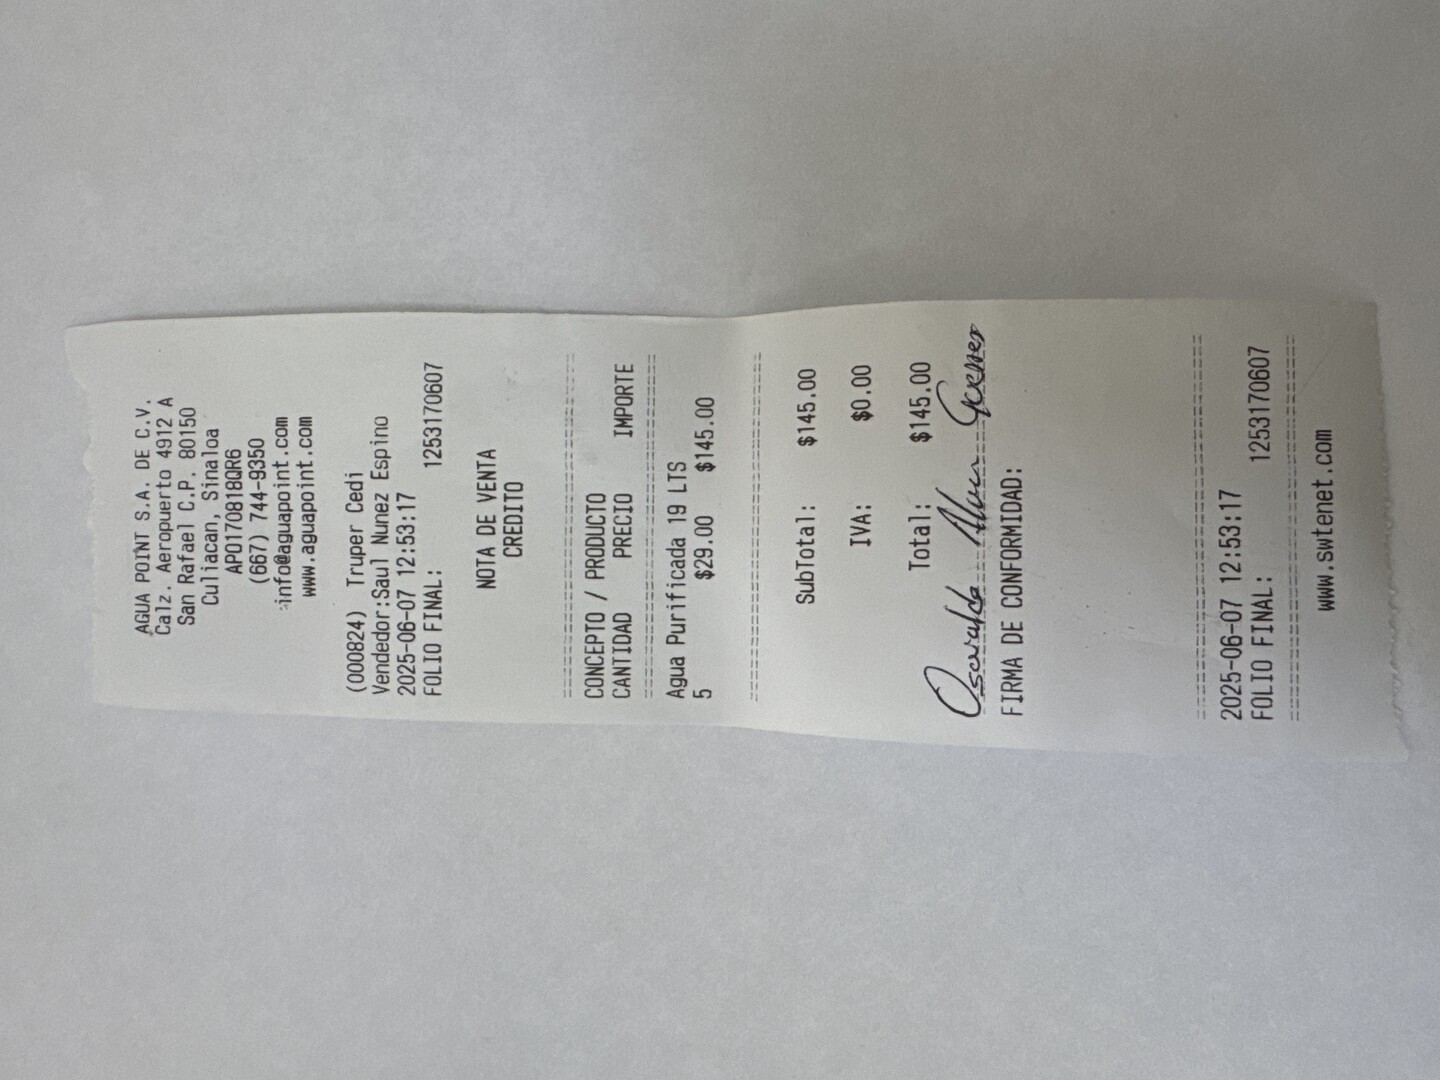 AGUA POINT S.A. DE C.V.
Calz. Aeropuerto 4912 A
San Rafael C.P. 80150
Culiacan, Sinaloa
APO170818QR6
(667) 744-9350
info@aguapoint.com
www.aguapoint.com
(000824) Truper Cedi
Vendedor:Saul Nunez Espino
2025-06-07 12:53:17
FOLIO FINAL: 1253170607
NOTA DE VENTA
CREDITO
==============================
CONCEPTO / PRODUCTO
CANTIDAD PRECIO IMPORTE
==============================
Agua Purificada 19 LTS
5 $29.00 $145.00
==============================
SubTotal: $145.00
IVA: $0.00
Total: $145.00
Oswaldo
FIRMA DE CONFORMIDAD:
==============================
2025-06-07 12:53:17
FOLIO FINAL: 1253170607
==============================
www.swtenet.com